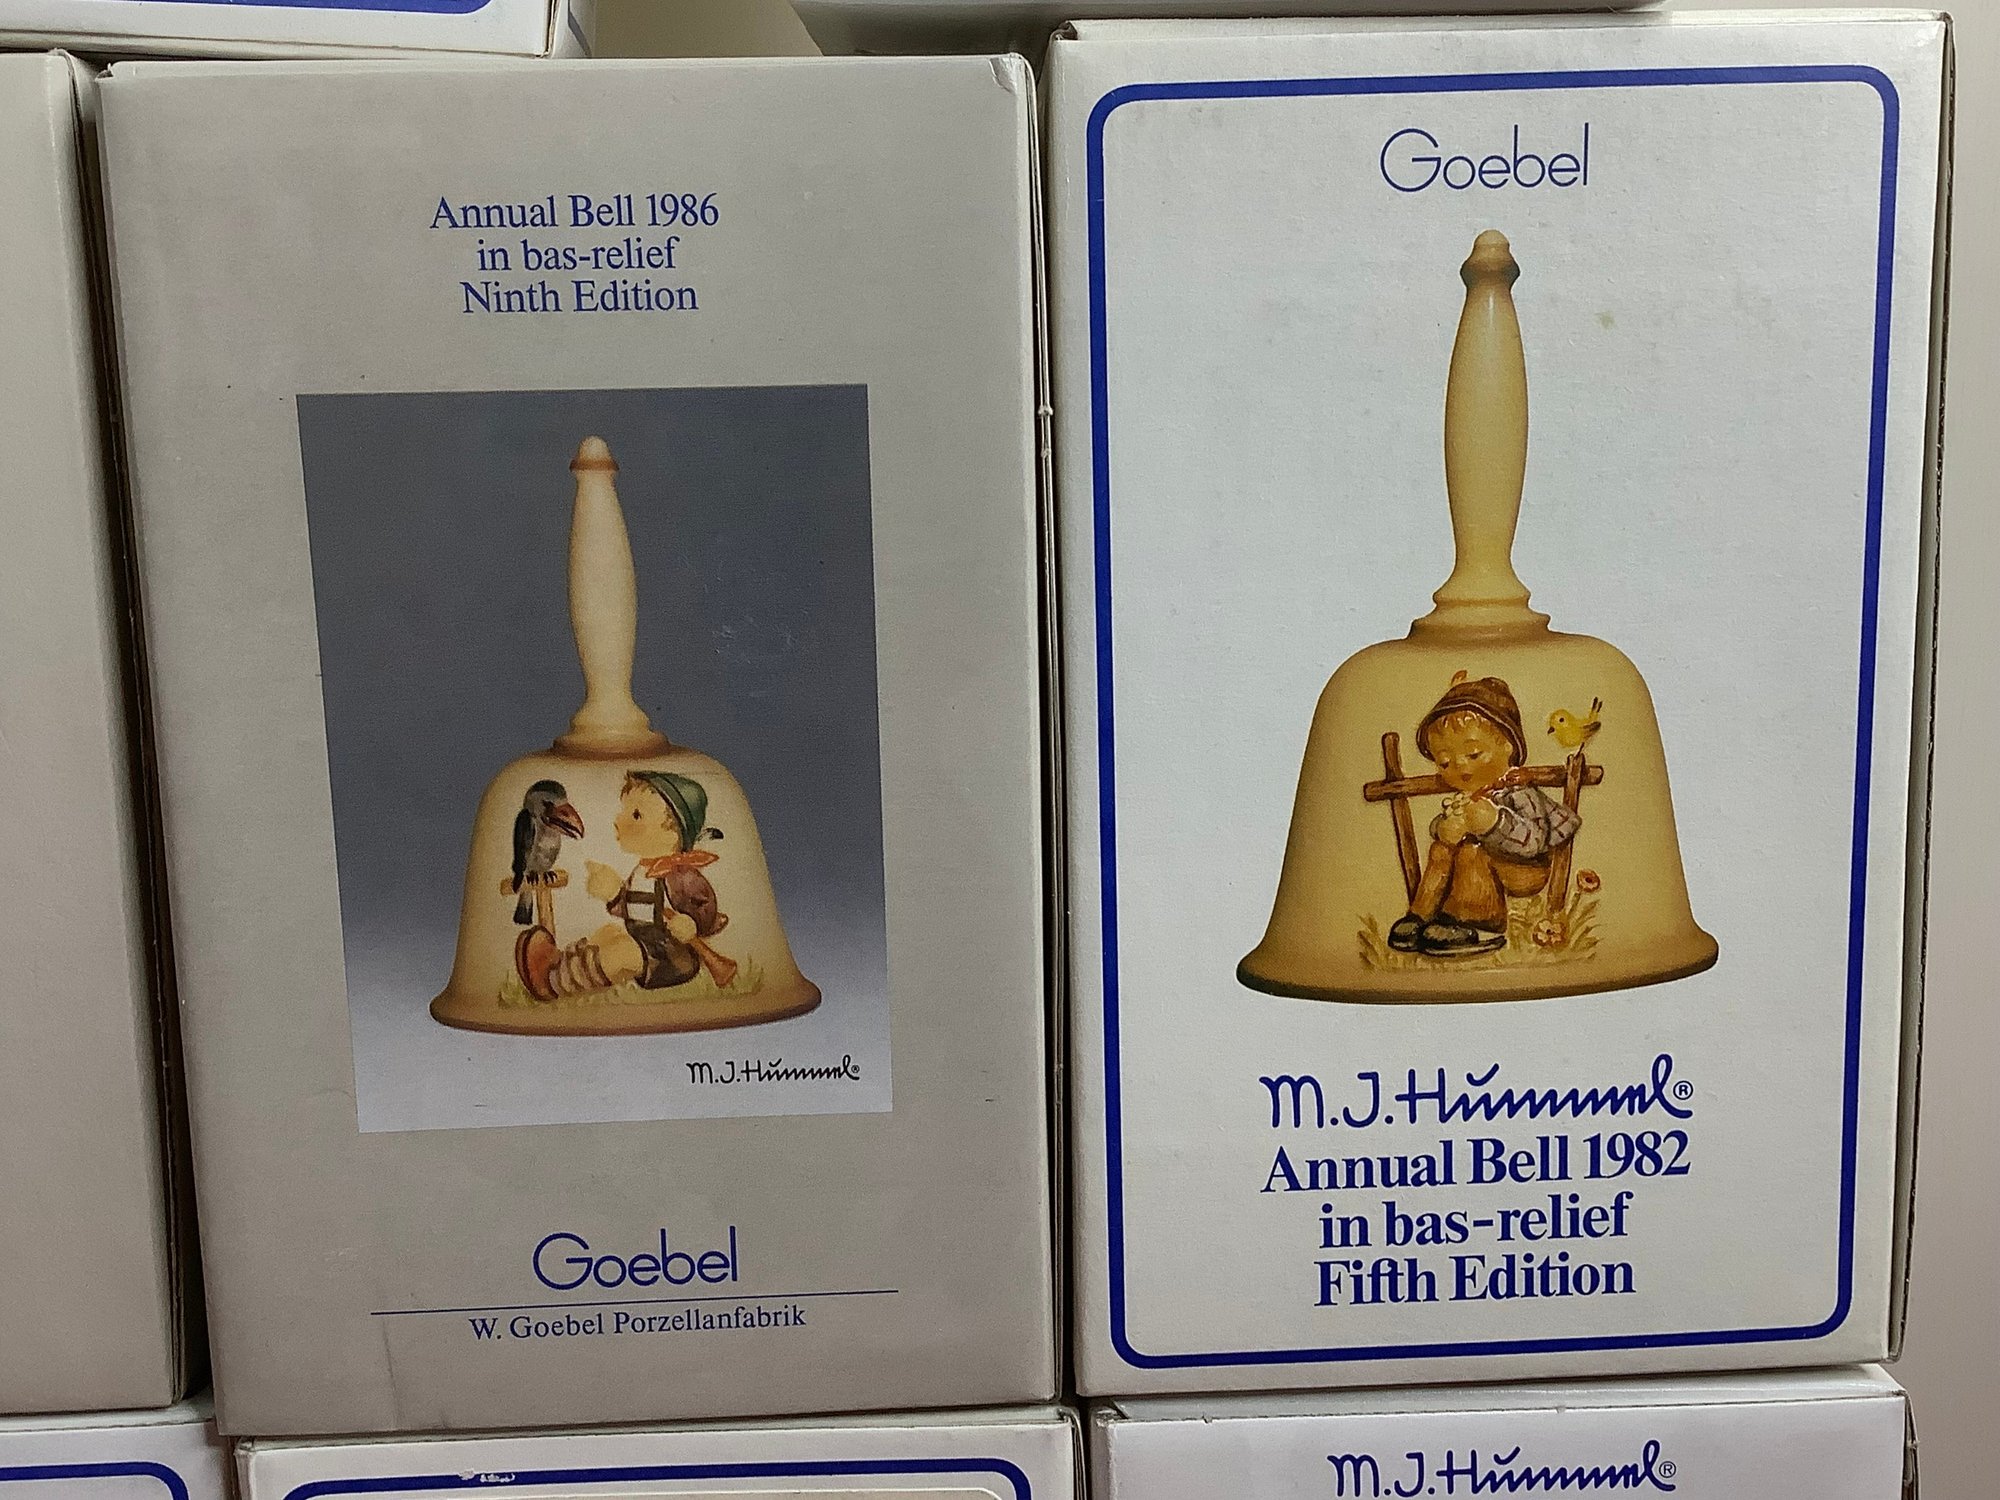 Annual Bell 1986
in bas-relief
Ninth Edition
M.J.Hummel®
Goebel
W. Goebel Porzellanfabrik
Goebel
M.J.Hummel®
Annual Bell 1982
in bas-relief
Fifth Edition
M.J.Hummel®